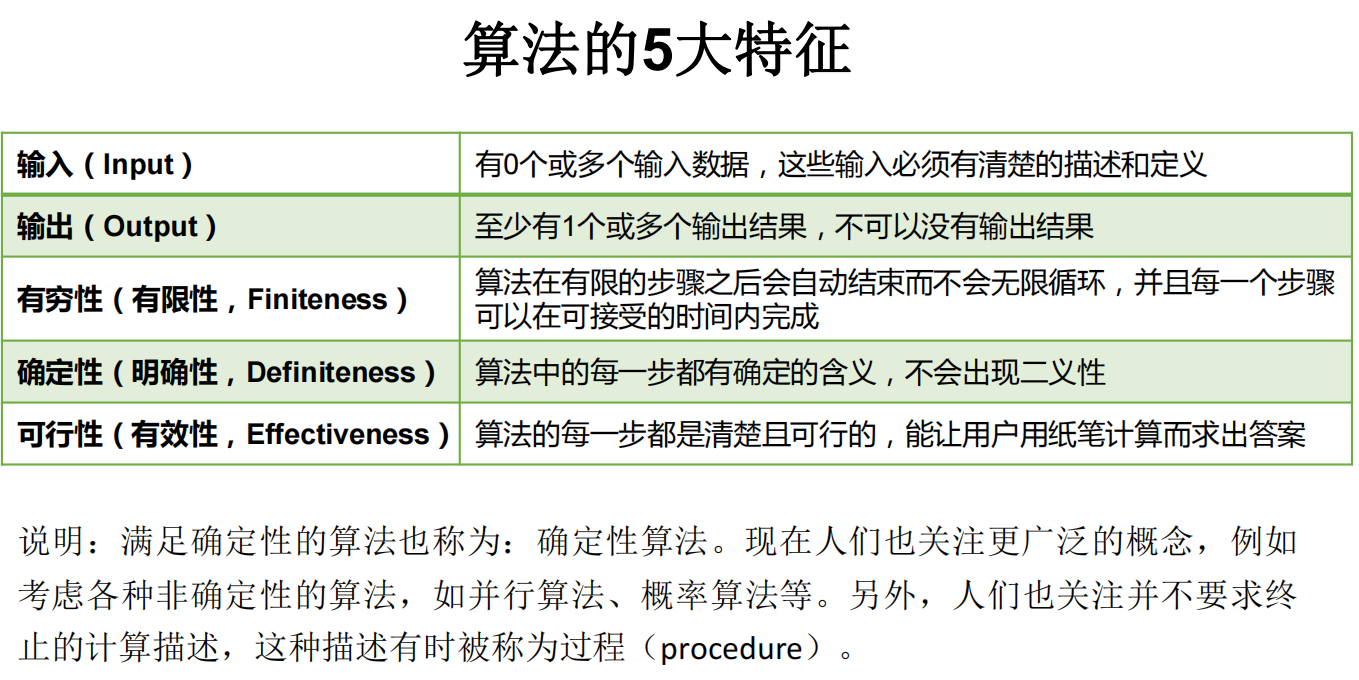 算法的5大特征
输入（Input）
有0个或多个输入数据，这些输入必须有清楚的描述和定义
输出（Output）
至少有1个或多个输出结果，不可以没有输出结果
有穷性（有限性，Finiteness）
算法在有限的步骤之后会自动结束而不会无限循环，并且每一个步骤
可以在可接受的时间内完成
确定性（明确性，Definiteness）
算法中的每一步都有确定的含义，不会出现二义性
可行性（有效性，Effectiveness）
算法的每一步都是清楚且可行的，能让用户用纸笔计算而求出答案
说明：满足确定性的算法也称为：确定性算法。现在人们也关注更广泛的概念，例如
考虑各种非确定性的算法，如并行算法、概率算法等。另外，人们也关注并不要求终
止的计算描述，这种描述有时被称为过程（procedure）。